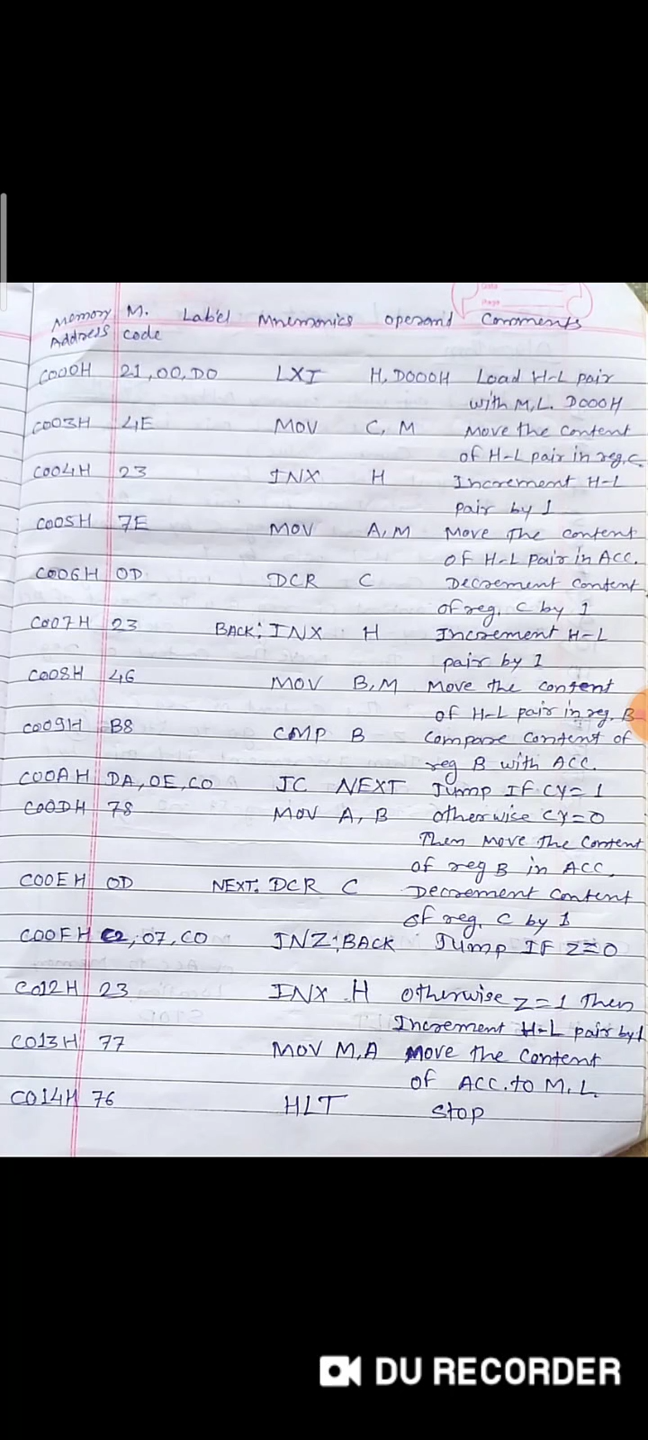 Memory Address M. code Label Mnemonics operand Comments
C000H 21,00,D0 LXI H, D000H Load H-L pair
with M.L. D000H
C003H 4E MOV C, M Move the content
of H-L pair in reg. C.
C004H 23 INX H Increment H-L
pair by 1
C005H 7E MOV A, M Move The content
of H-L pair in ACC.
C006H 0D DCR C Decrement content
of reg. C by 1
C007H 23 BACK: INX H Increment H-L
pair by 1
C008H 46 MOV B, M Move the content
of H-L pair in reg. B
C009H B8 CMP B Compare content of
reg B with ACC.
C00AH DA, 0E, C0 JC NEXT Jump IF CY=1
C00DH 78 MOV A, B otherwise CY=0
Then Move The Content
of reg B in ACC.
C00EH 0D NEXT: DCR C Decrement content
of reg. C by 1
C00FH C2, 07, C0 JNZ: BACK Jump IF Z=0
C012H 23 INX H otherwise Z=1 Then
Increment H-L pair by 1
C013H 77 MOV M, A Move the content
of ACC. to M.L.
C014H 76 HLT Stop
DU RECORDER